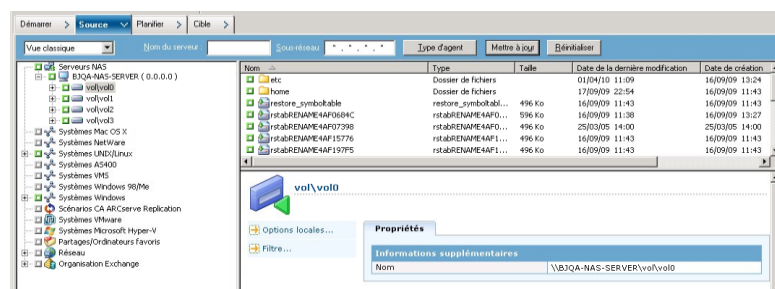 Démarrer > Source Planifier > Cible >
Vue classique Nom du serveur : Sous-réseau * . * . * . * Type d'agent Mettre à jour Réinitialiser
Serveurs NAS
BJQA-NAS-SERVER ( 0.0.0.0 )
vol\vol0
vol\vol1
vol\vol2
vol\vol3
Systèmes Mac OS X
Systèmes NetWare
Systèmes UNIX/Linux
Systèmes AS400
Systèmes VMS
Systèmes Windows 98/Me
Systèmes Windows
Scénarios CA ARCserve Replication
Systèmes VMware
Systèmes Microsoft Hyper-V
Partages/Ordinateurs favoris
Réseau
Organisation Exchange
Nom Type Taille Date de la dernière modification Date de création
etc Dossier de fichiers 01/04/10 11:09 16/09/09 13:24
home Dossier de fichiers 17/09/09 22:54 16/09/09 11:43
restore_symboltable restore_symboltabl... 496 Ko 16/09/09 11:43 16/09/09 11:43
rstabRENAME4AF0684C rstabRENAME4AF0... 596 Ko 16/09/09 11:38 16/09/09 13:27
rstabRENAME4AF07398 rstabRENAME4AF0... 496 Ko 25/03/05 14:00 25/03/05 14:00
rstabRENAME4AF15776 rstabRENAME4AF1... 496 Ko 16/09/09 11:43 16/09/09 11:43
rstabRENAME4AF197F5 rstabRENAME4AF1... 496 Ko 16/09/09 11:43 16/09/09 11:43
vol\vol0
Options locales...
Filtre...
Propriétés
Informations supplémentaires
Nom \\BJQA-NAS-SERVER\vol\vol0